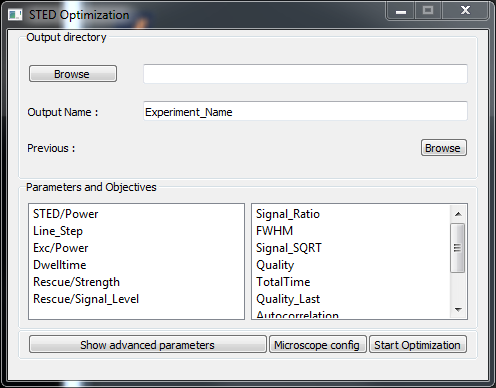 STED Optimization
Output directory
Browse
Output Name :
Experiment_Name
Previous :
Browse
Parameters and Objectives
STED/Power
Line_Step
Exc/Power
Dwelltime
Rescue/Strength
Rescue/Signal_Level
Signal_Ratio
FWHM
Signal_SQRT
Quality
TotalTime
Quality_Last
Autocorrelation
Show advanced parameters
Microscope config
Start Optimization